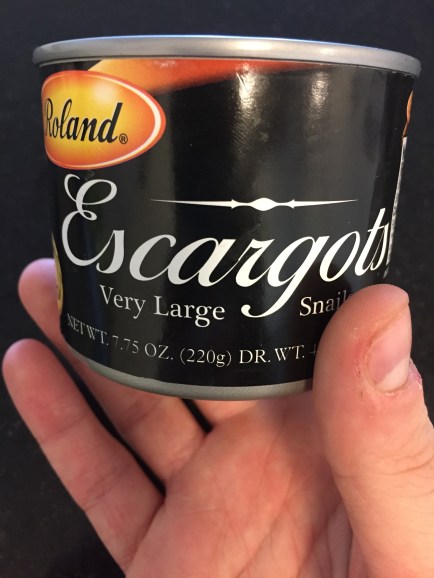 Roland®
Escargots
Very Large Snail
NET WT. 7.75 OZ. (220g) DR. WT.